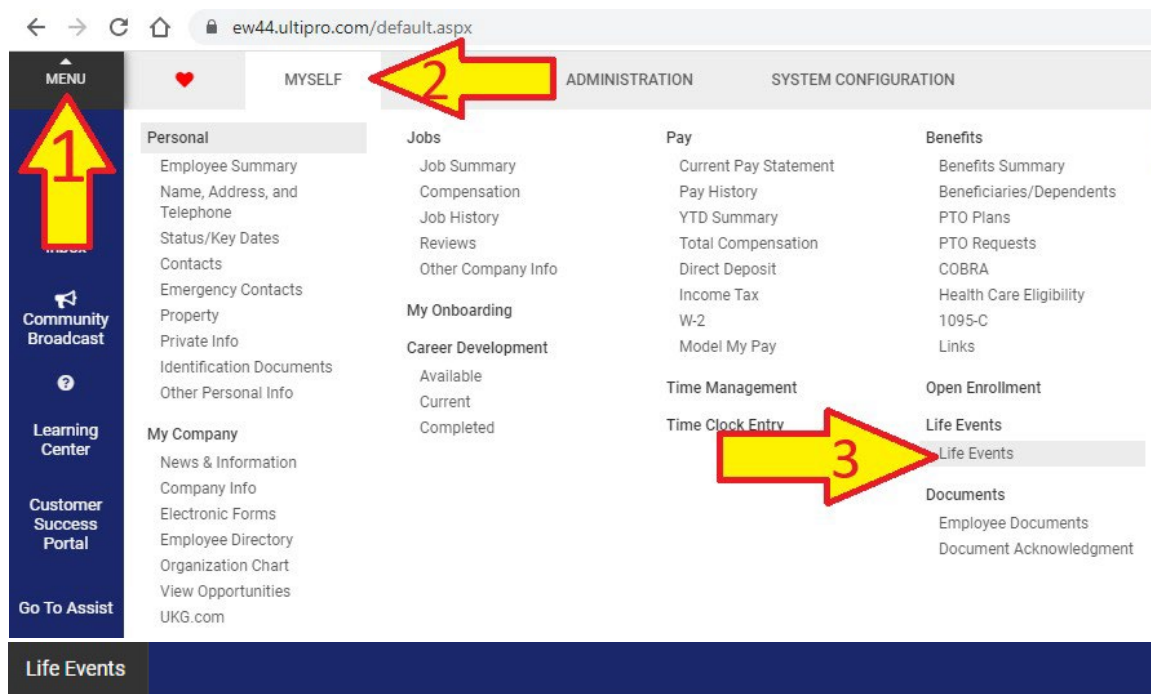 ew44.ultipro.com/default.aspx
MENU
MYSELF
ADMINISTRATION
SYSTEM CONFIGURATION
1
2
3
Community
Broadcast
Learning
Center
Customer
Success
Portal
Go To Assist
Personal
Employee Summary
Name, Address, and
Telephone
Status/Key Dates
Contacts
Emergency Contacts
Property
Private Info
Identification Documents
Other Personal Info
My Company
News & Information
Company Info
Electronic Forms
Employee Directory
Organization Chart
View Opportunities
UKG.com
Jobs
Job Summary
Compensation
Job History
Reviews
Other Company Info
My Onboarding
Career Development
Available
Current
Completed
Pay
Current Pay Statement
Pay History
YTD Summary
Total Compensation
Direct Deposit
Income Tax
W-2
Model My Pay
Time Management
Time Clock Entry
Benefits
Benefits Summary
Beneficiaries/Dependents
PTO Plans
PTO Requests
COBRA
Health Care Eligibility
1095-C
Links
Open Enrollment
Life Events
Life Events
Documents
Employee Documents
Document Acknowledgment
Life Events